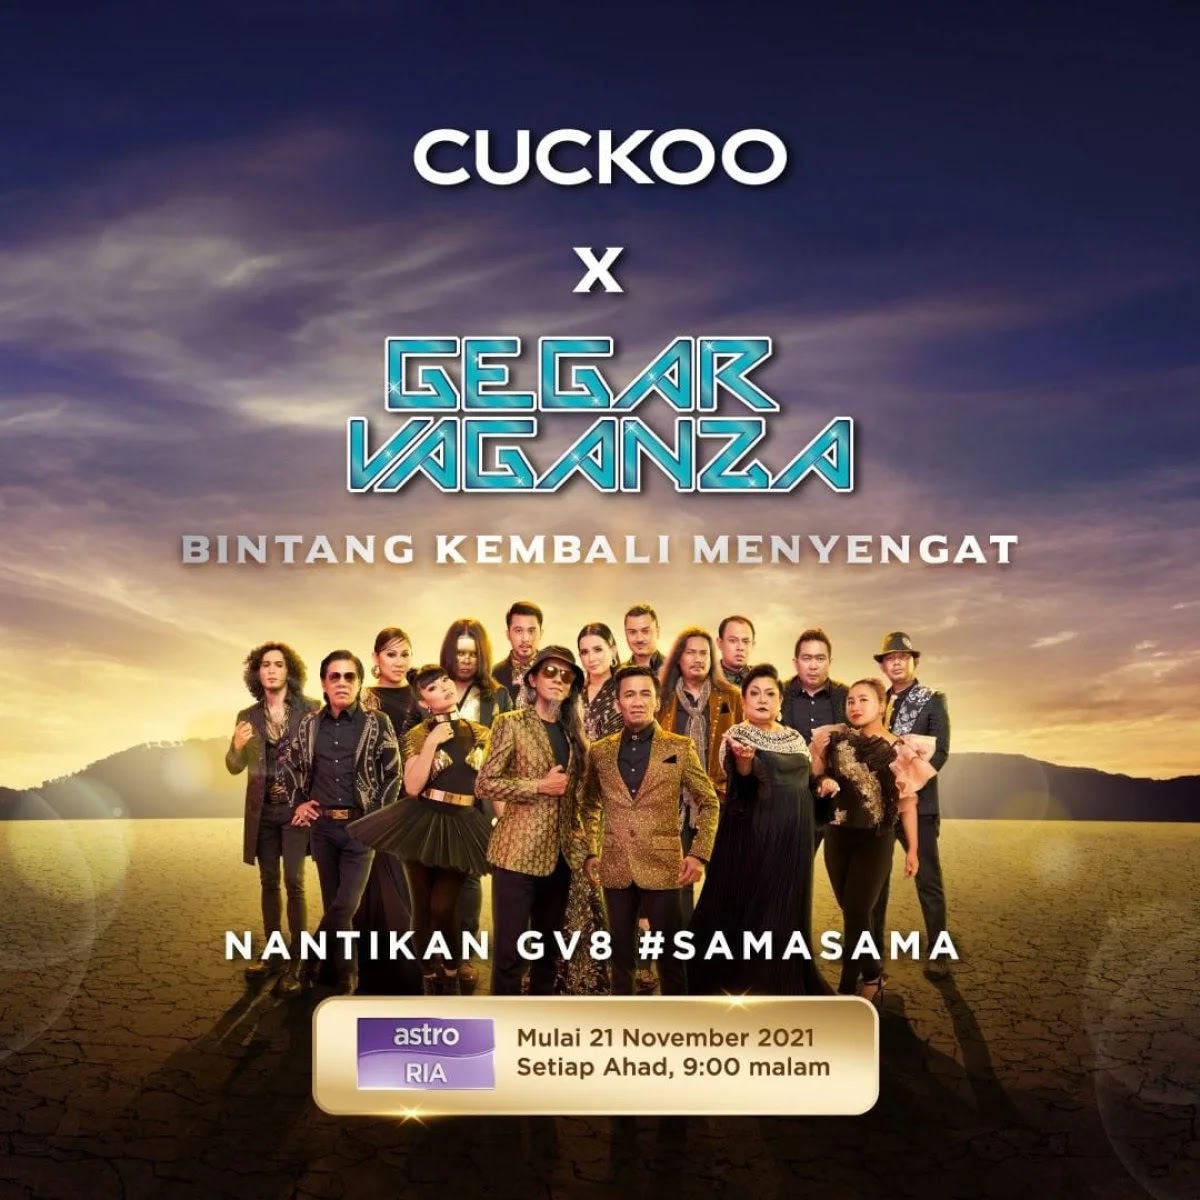 CUCKOO
X
GEGAR
VAGANZA
BINTANG KEMBALI MENYENGAT
NANTIKAN GV8 #SAMASAMA
astro
RIA
Mulai 21 November 2021
Setiap Ahad, 9:00 malam